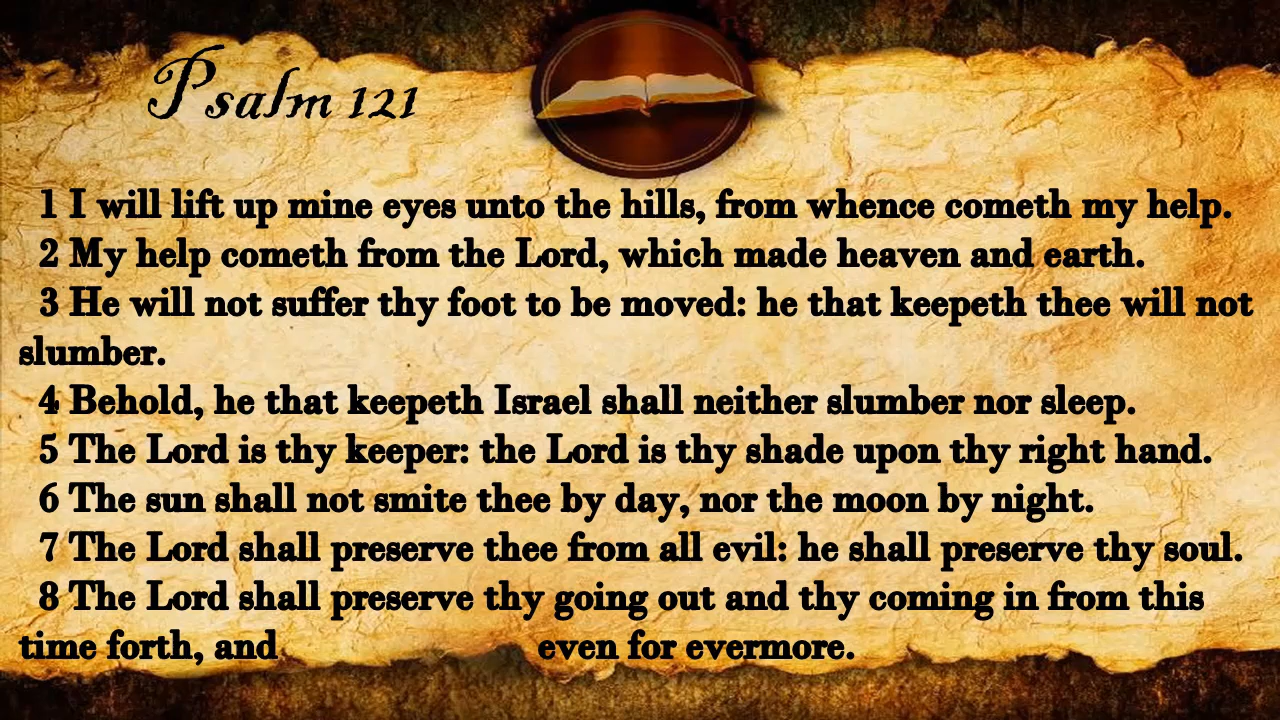 Psalm 121
1 I will lift up mine eyes unto the hills, from whence cometh my help.
2 My help cometh from the Lord, which made heaven and earth.
3 He will not suffer thy foot to be moved: he that keepeth thee will not
slumber.
4 Behold, he that keepeth Israel shall neither slumber nor sleep.
5 The Lord is thy keeper: the Lord is thy shade upon thy right hand.
6 The sun shall not smite thee by day, nor the moon by night.
7 The Lord shall preserve thee from all evil: he shall preserve thy soul.
8 The Lord shall preserve thy going out and thy coming in from this
time forth, and even for evermore.